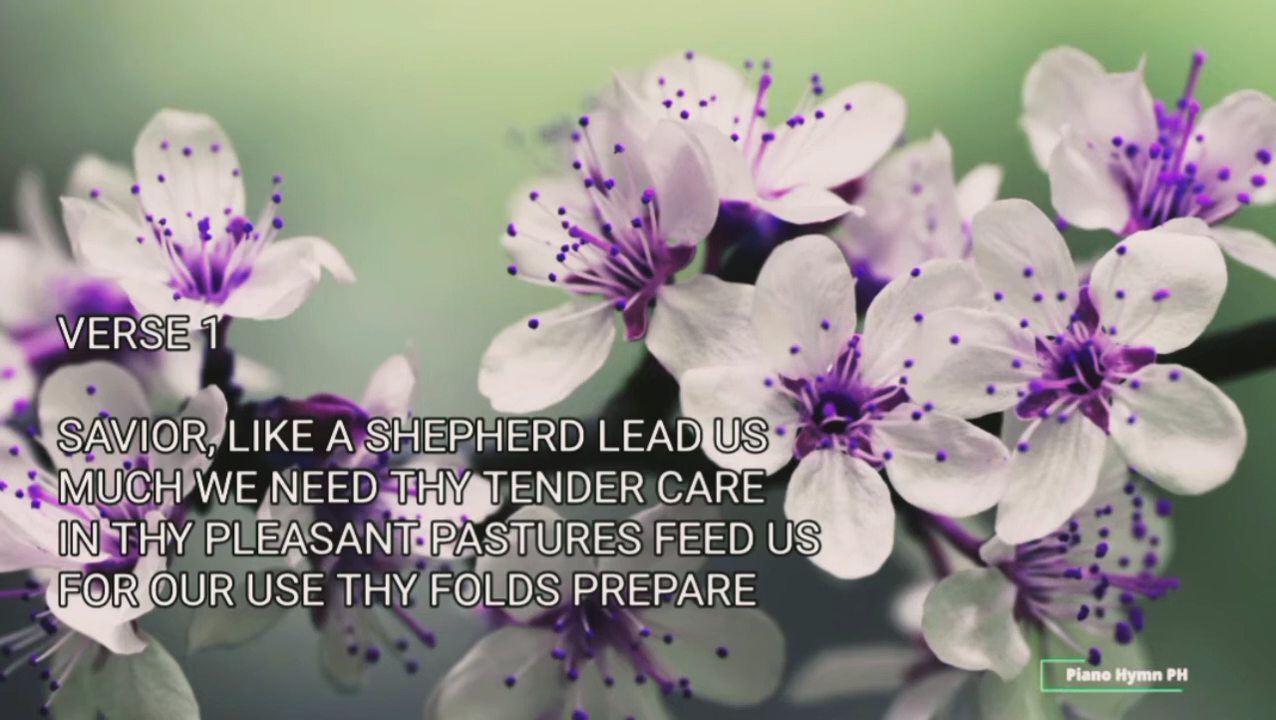 VERSE 1
SAVIOR, LIKE A SHEPHERD LEAD US
MUCH WE NEED THY TENDER CARE
IN THY PLEASANT PASTURES FEED US
FOR OUR USE THY FOLDS PREPARE
Piano Hymn PH